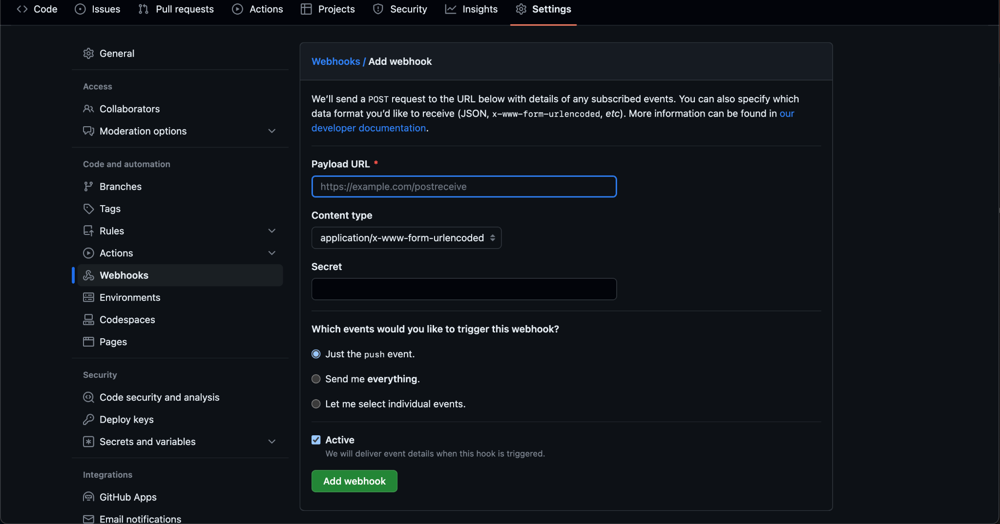 Code Issues Pull requests Actions Projects Security Insights Settings
General
Access
Collaborators
Moderation options
Code and automation
Branches
Tags
Rules
Actions
Webhooks
Environments
Codespaces
Pages
Security
Code security and analysis
Deploy keys
Secrets and variables
Integrations
GitHub Apps
Email notifications
Webhooks / Add webhook
We’ll send a POST request to the URL below with details of any subscribed events. You can also specify which
data format you’d like to receive (JSON, x-www-form-urlencoded, etc). More information can be found in our
developer documentation.
Payload URL *
https://example.com/postreceive
Content type
application/x-www-form-urlencoded
Secret
Which events would you like to trigger this webhook?
Just the push event.
Send me everything.
Let me select individual events.
Active
We will deliver event details when this hook is triggered.
Add webhook